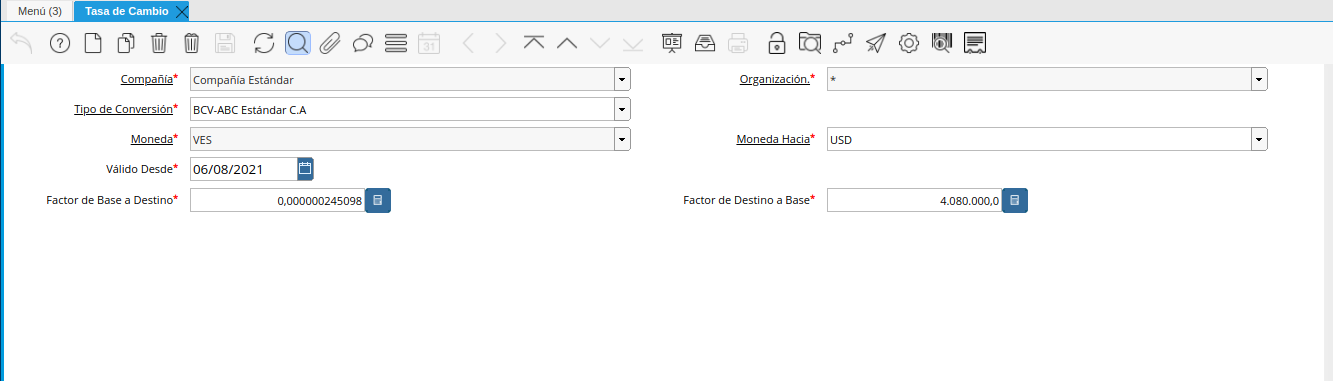 Menú (3) Tasa de Cambio
31
Compañía* Compañía Estándar Organización.* *
Tipo de Conversión* BCV-ABC Estándar C.A
Moneda* VES Moneda Hacia* USD
Válido Desde* 06/08/2021
Factor de Base a Destino* 0,000000245098 Factor de Destino a Base* 4.080.000,0